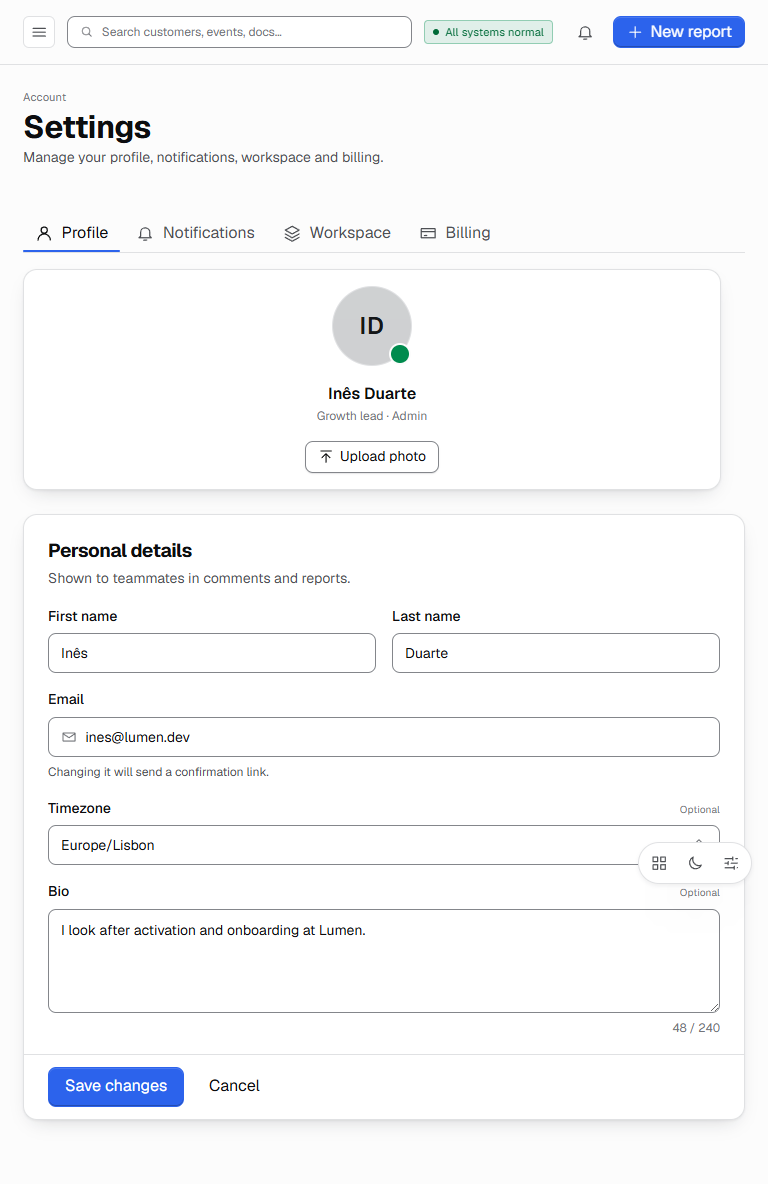 Search customers, events, docs…
All systems normal
New report
Account
Settings
Manage your profile, notifications, workspace and billing.
Profile
Notifications
Workspace
Billing
ID
Inês Duarte
Growth lead · Admin
Upload photo
Personal details
Shown to teammates in comments and reports.
First name
Last name
Inês
Duarte
Email
ines@lumen.dev
Changing it will send a confirmation link.
Timezone
Optional
Europe/Lisbon
Bio
Optional
I look after activation and onboarding at Lumen.
48 / 240
Save changes
Cancel